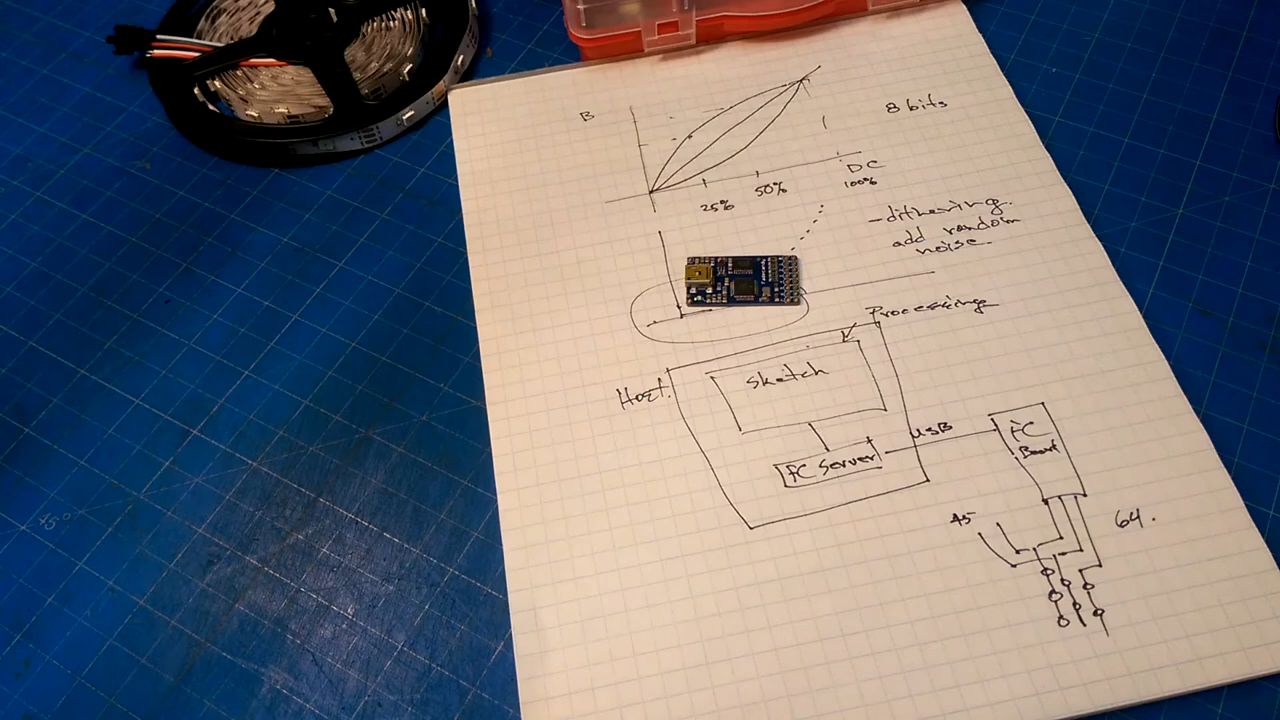 B
8 bits
DC
25%
50%
100%
- dithering.
add random
noise.
Processing
Host.
Sketch
FC Server
USB
FC
Board
45
64.